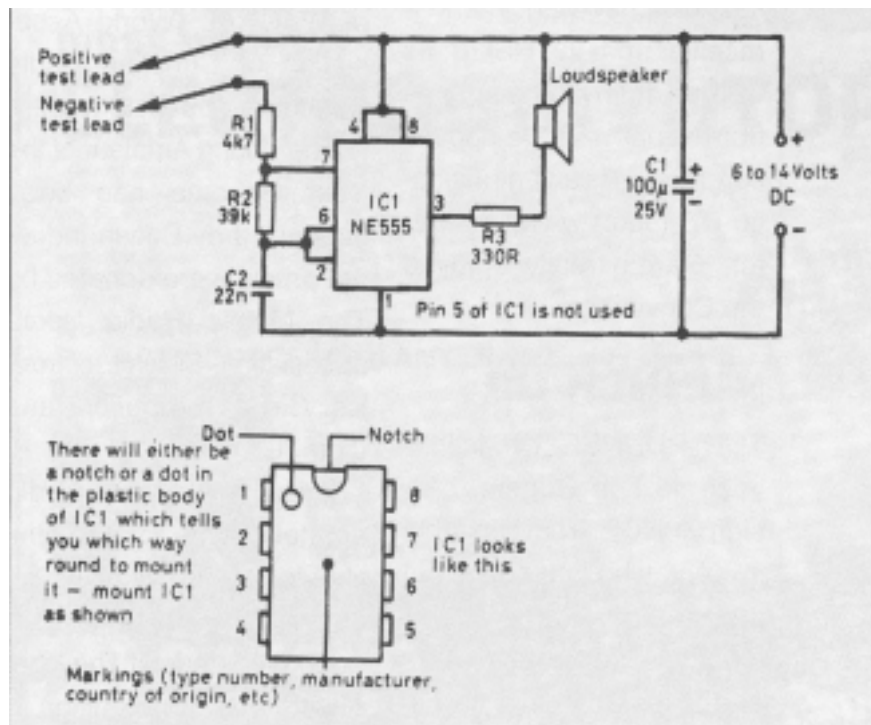 Positive
test lead
Negative
test lead
R1
4k7
R2
39k
C2
22n
4
8
7
6
2
3
1
IC1
NE555
R3
330R
Loudspeaker
C1
100μ
25V
+
−
6 to 14 Volts
DC
+
−
Pin 5 of IC1 is not used
Dot
Notch
There will either be
a notch or a dot in
the plastic body
of IC1 which tells
you which way
round to mount
it – mount IC1
as shown
1
2
3
4
8
7
6
5
IC1 looks
like this
Markings (type number, manufacturer,
country of origin, etc)